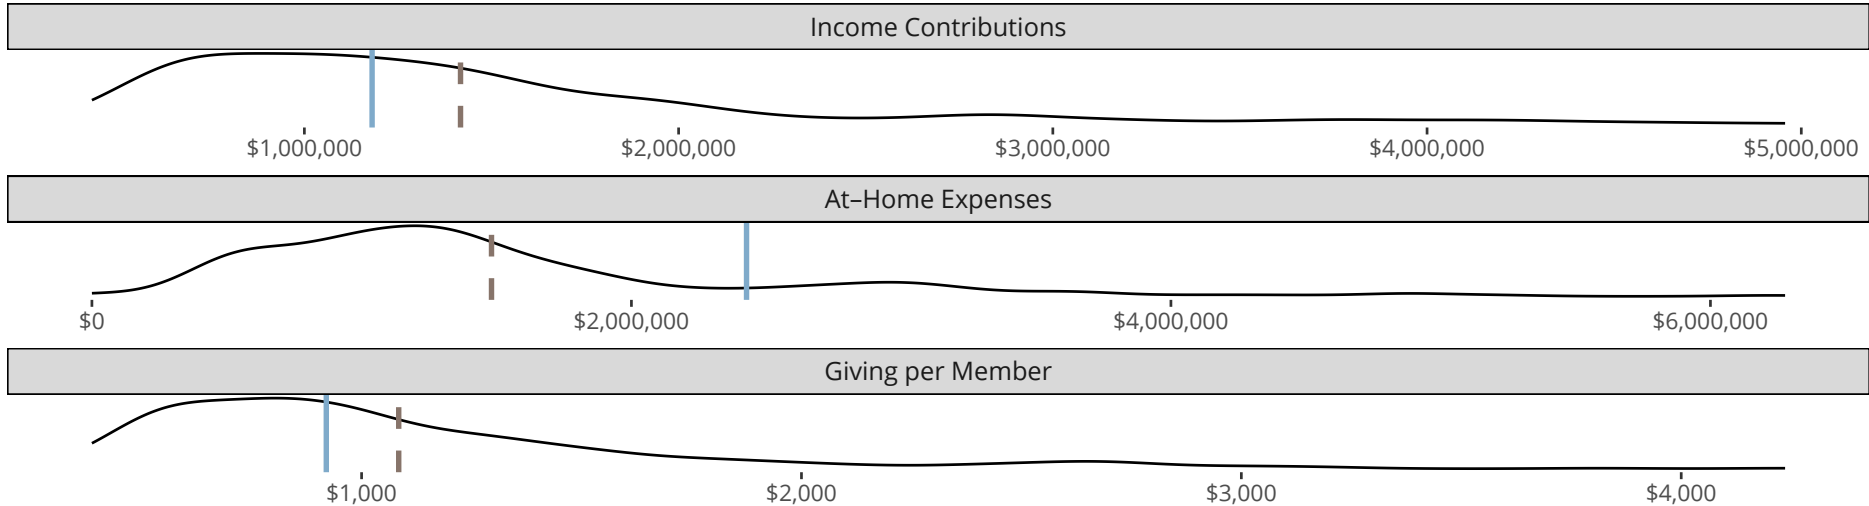 Income Contributions
$1,000,000 $2,000,000 $3,000,000 $4,000,000 $5,000,000
At–Home Expenses
$0 $2,000,000 $4,000,000 $6,000,000
Giving per Member
$1,000 $2,000 $3,000 $4,000